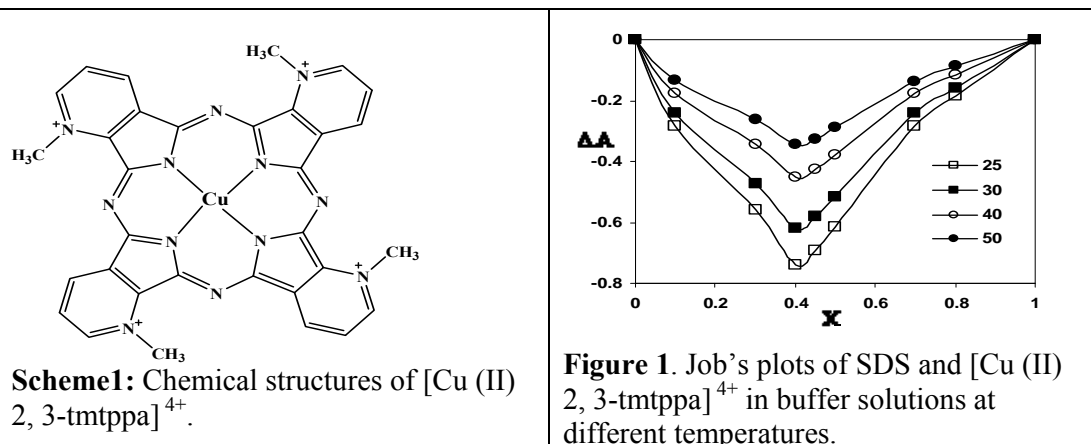 CH₃
H₃C
N⁺
N⁺
N
H₃C
N
N
N
Cu
N
N
N
CH₃
N
N⁺
N⁺
CH₃
Scheme1: Chemical structures of [Cu (II)
2, 3-tmtppa] ⁴⁺.
0
-0.2
ΔA
-0.4
-0.6
-0.8
25
30
40
50
0 0.2 0.4 0.6 0.8 1
X
Figure 1. Job's plots of SDS and [Cu (II)
2, 3-tmtppa] ⁴⁺ in buffer solutions at
different temperatures.